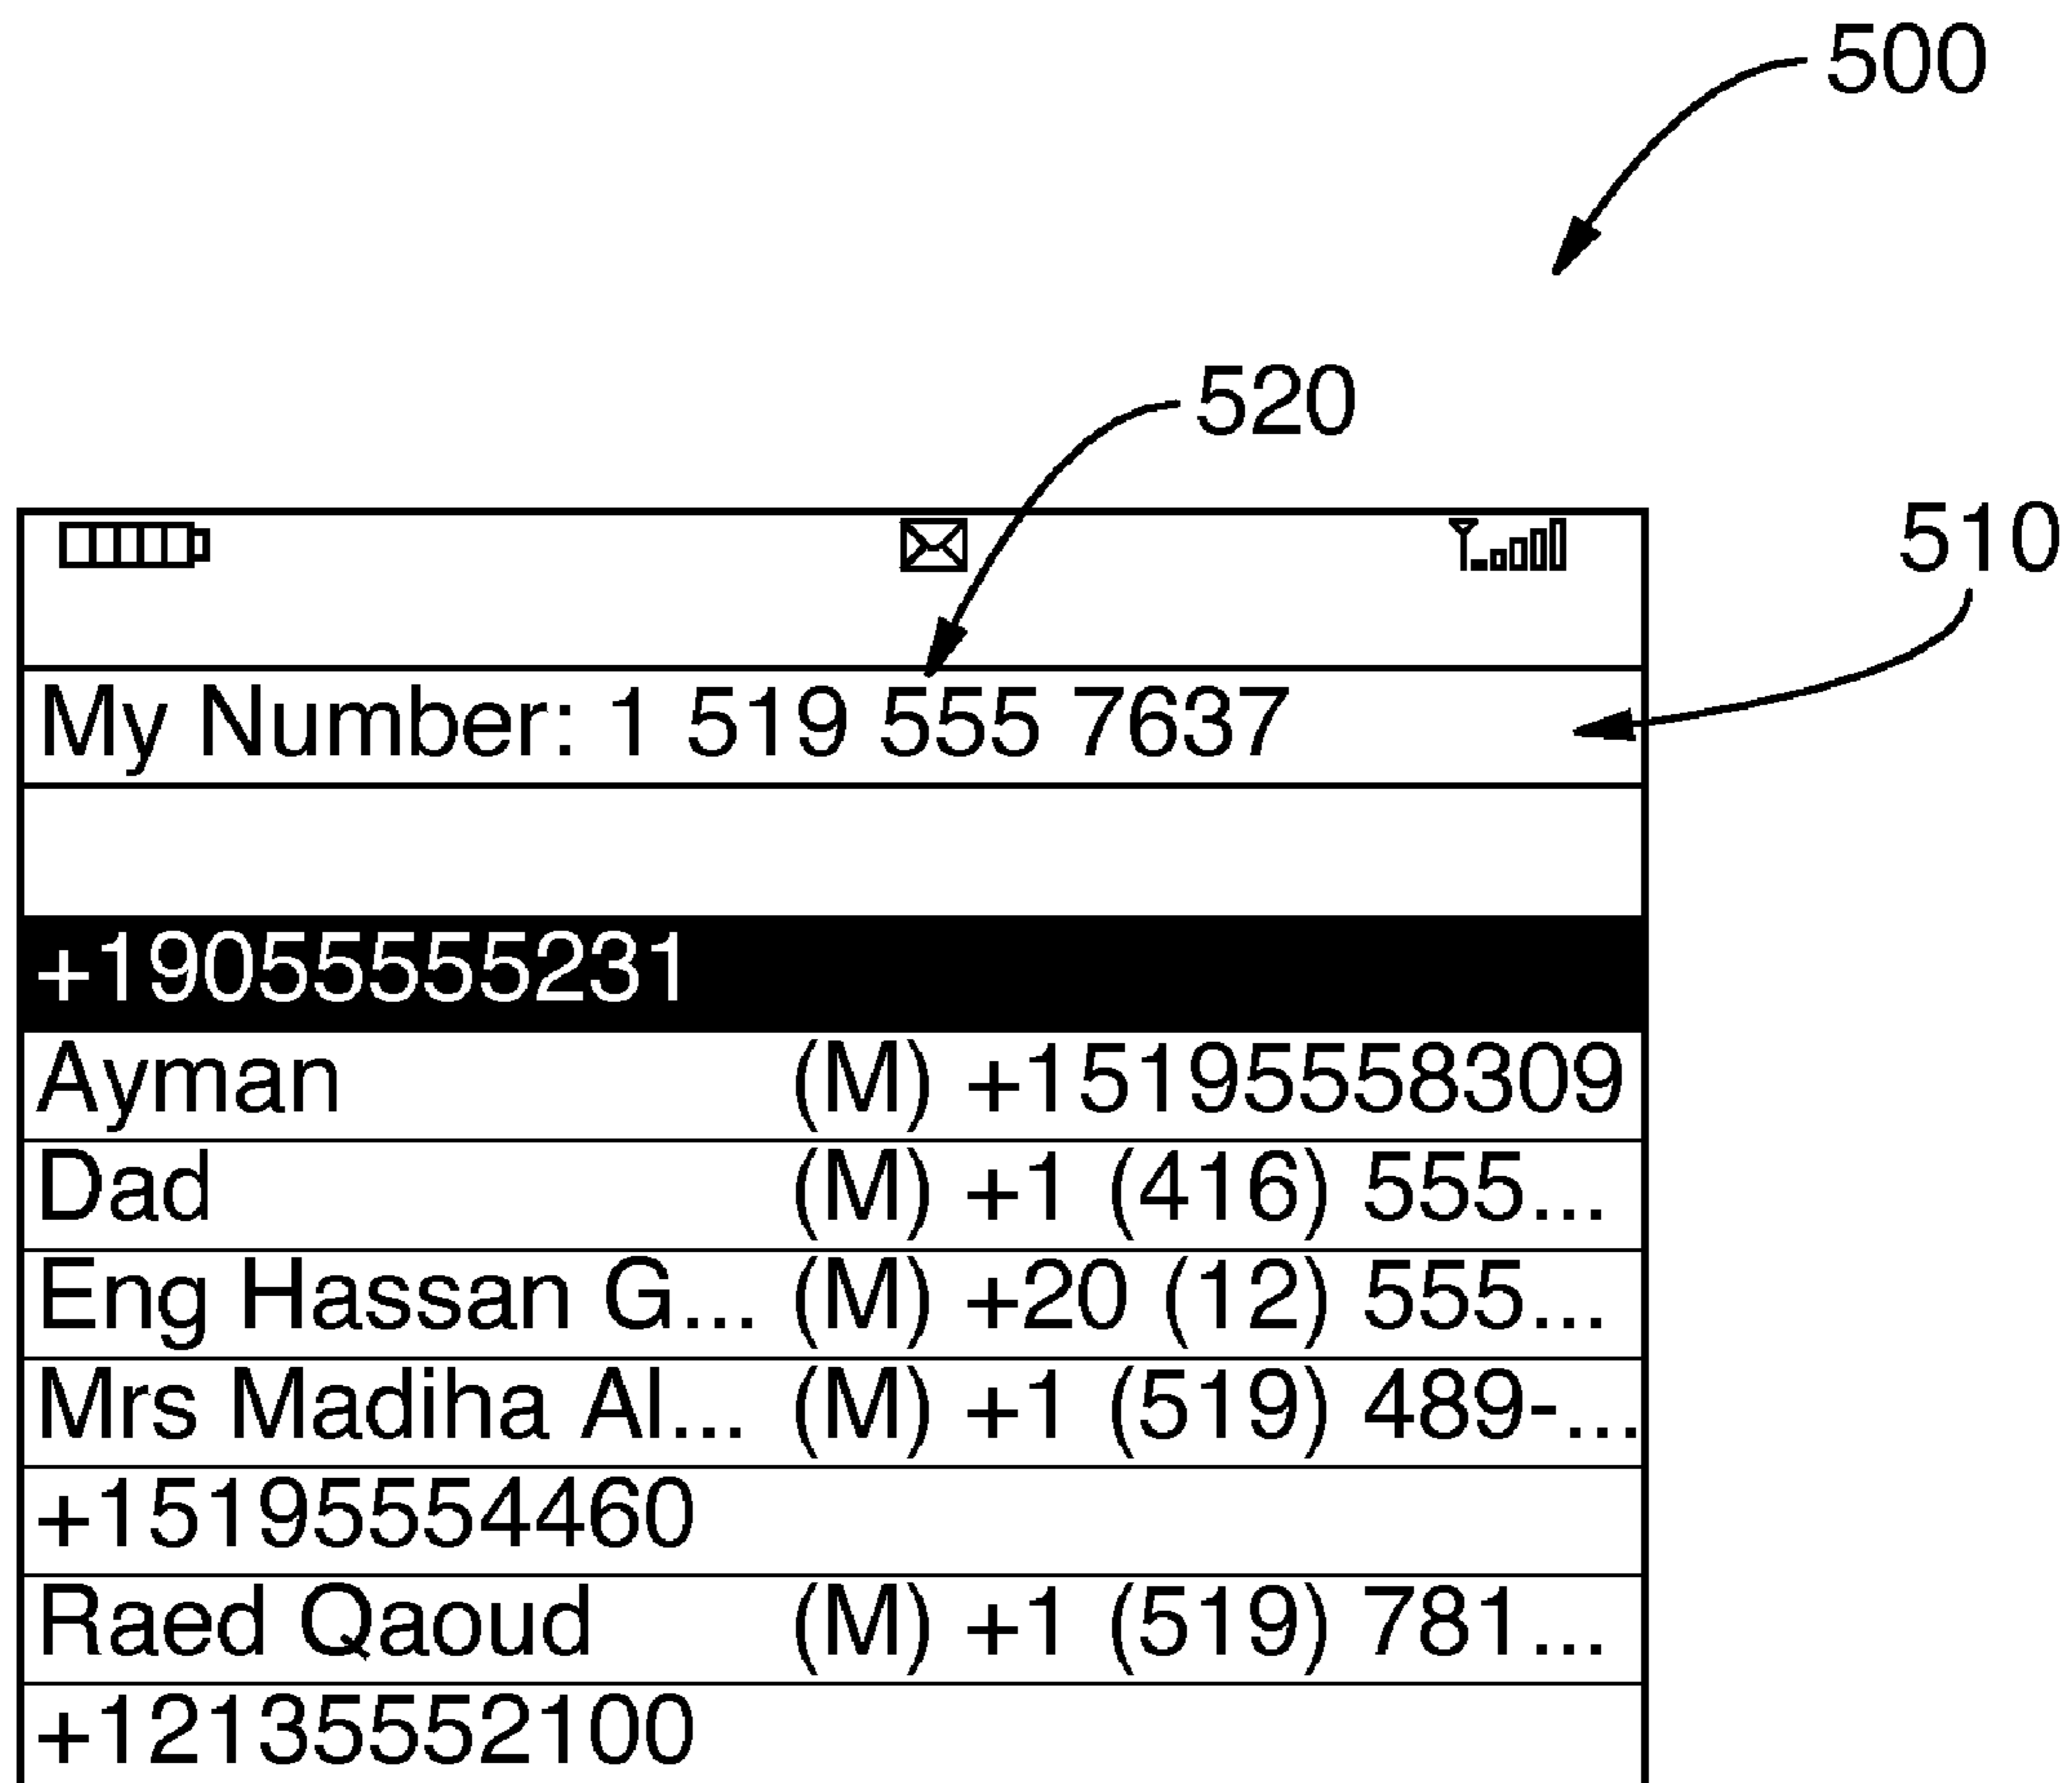 500
520
510
My Number: 1 519 555 7637
+19055555231
Ayman (M) +15195558309
Dad (M) +1 (416) 555...
Eng Hassan G... (M) +20 (12) 555...
Mrs Madiha Al... (M) +1 (519) 489-...
+15195554460
Raed Qaoud (M) +1 (519) 781...
+12135552100